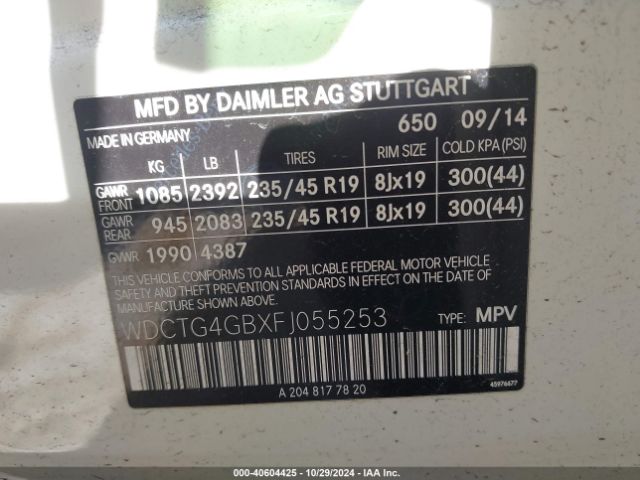 MFD BY DAIMLER AG STUTTGART
MADE IN GERMANY 650 09/14
KG LB TIRES RIM SIZE COLD KPA(PSI)
GAWR FRONT 1085 2392 235/45 R19 8Jx19 300(44)
GAWR REAR 945 2083 235/45 R19 8Jx19 300(44)
GVWR 1990 4387
THIS VEHICLE CONFORMS TO ALL APPLICABLE FEDERAL MOTOR VEHICLE
SAFETY AND THEFT PREVENTION STANDARDS IN EFFECT ON THE DATE
OF MANUFACTURE SHOWN ABOVE.
WDCTG4GBXFJ055253 TYPE: MPV
A 204 817 78 20
45976677
000-40604425 - 10/29/2024 - IAA, Inc.